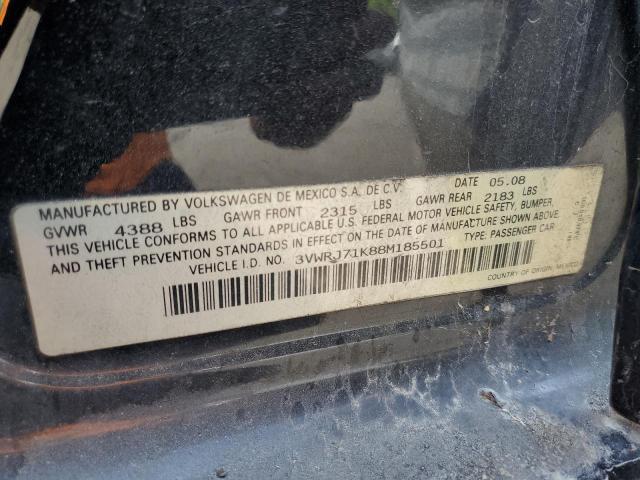 MANUFACTURED BY VOLKSWAGEN DE MEXICO S.A. DE C.V. DATE 05.08
GVWR 4388 LBS GAWR FRONT 2315 LBS GAWR REAR 2183 LBS
THIS VEHICLE CONFORMS TO ALL APPLICABLE U.S. FEDERAL MOTOR VEHICLE SAFETY, BUMPER,
AND THEFT PREVENTION STANDARDS IN EFFECT ON THE DATE OF MANUFACTURE SHOWN ABOVE.
VEHICLE I.D. NO. 3VWRJ71K88M185501 TYPE: PASSENGER CAR
COUNTRY OF ORIGIN, MEXICO